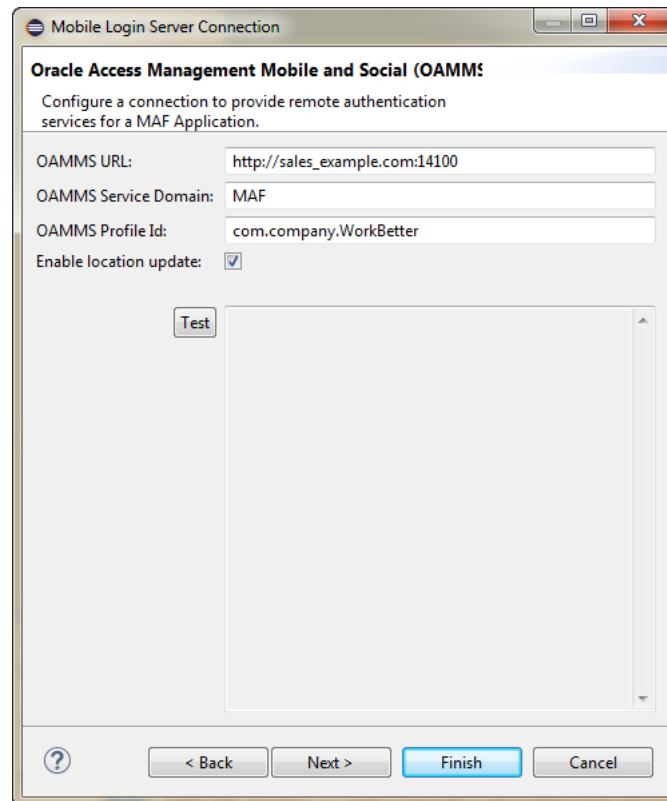 Mobile Login Server Connection
Oracle Access Management Mobile and Social (OAMMS
Configure a connection to provide remote authentication
services for a MAF Application.
OAMMS URL: http://sales_example.com:14100
OAMMS Service Domain: MAF
OAMMS Profile Id: com.company.WorkBetter
Enable location update:
Test
? < Back Next > Finish Cancel